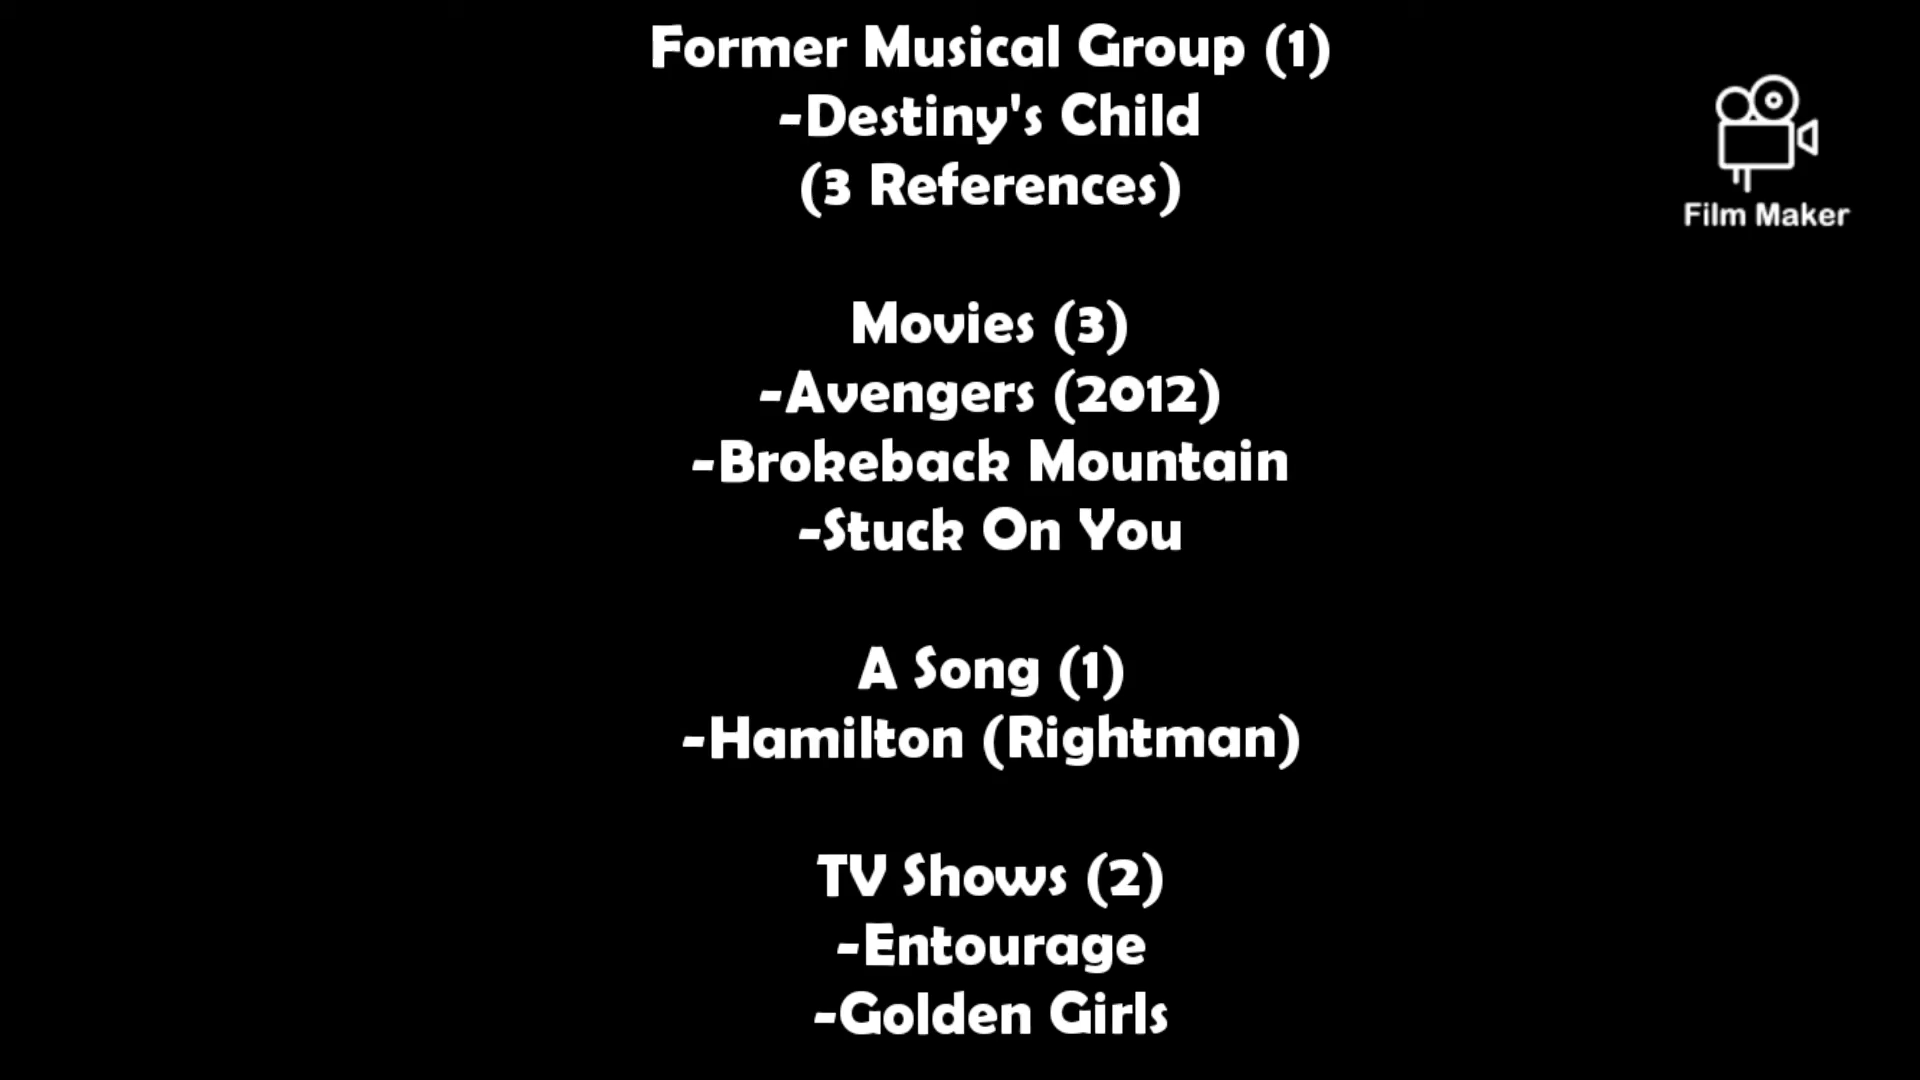 Former Musical Group (1)
-Destiny's Child
(3 References)
Film Maker
Movies (3)
-Avengers (2012)
-Brokeback Mountain
-Stuck On You
A Song (1)
-Hamilton (Rightman)
TV Shows (2)
-Entourage
-Golden Girls